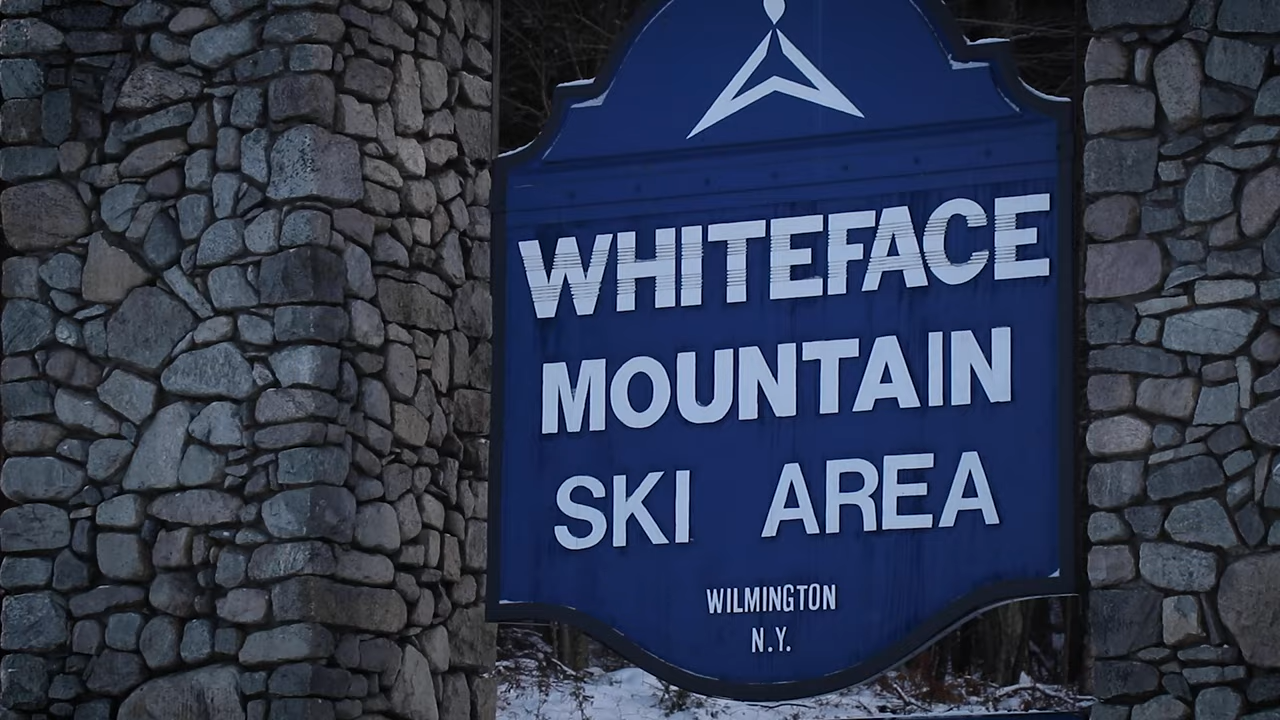 WHITEFACE
MOUNTAIN
SKI AREA
WILMINGTON
N.Y.